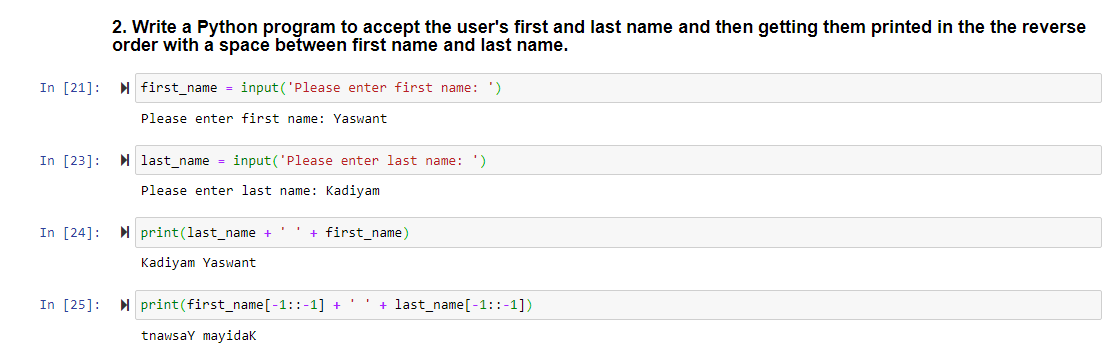 2. Write a Python program to accept the user's first and last name and then getting them printed in the the reverse
order with a space between first name and last name.
In [21]: first_name = input('Please enter first name: ')
Please enter first name: Yaswant
In [23]: last_name = input('Please enter last name: ')
Please enter last name: Kadiyam
In [24]: print(last_name + ' ' + first_name)
Kadiyam Yaswant
In [25]: print(first_name[-1::-1] + ' ' + last_name[-1::-1])
tnawsaY mayidaK